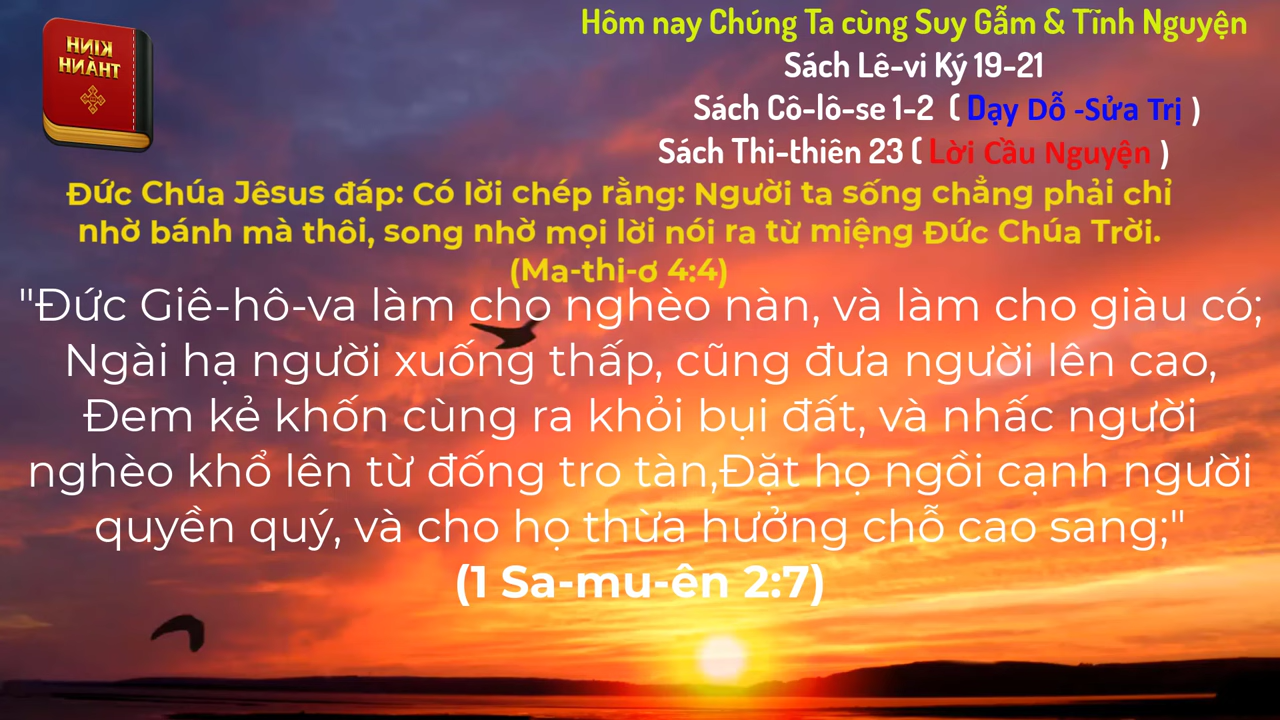 KINH
THÁNH
Hôm nay Chúng Ta cùng Suy Gẫm & Tĩnh Nguyện
Sách Lê-vi Ký 19-21
Sách Cô-lô-se 1-2 ( Dạy Dỗ -Sửa Trị )
Sách Thi-thiên 23 ( Lời Cầu Nguyện )
Đức Chúa Jêsus đáp: Có lời chép rằng: Người ta sống chẳng phải chỉ
nhờ bánh mà thôi, song nhờ mọi lời nói ra từ miệng Đức Chúa Trời.
(Ma-thi-ơ 4:4)
"Đức Giê-hô-va làm cho nghèo nàn, và làm cho giàu có;
Ngài hạ người xuống thấp, cũng đưa người lên cao,
Đem kẻ khốn cùng ra khỏi bụi đất, và nhấc người
nghèo khổ lên từ đống tro tàn,Đặt họ ngồi cạnh người
quyền quý, và cho họ thừa hưởng chỗ cao sang;"
(1 Sa-mu-ên 2:7)